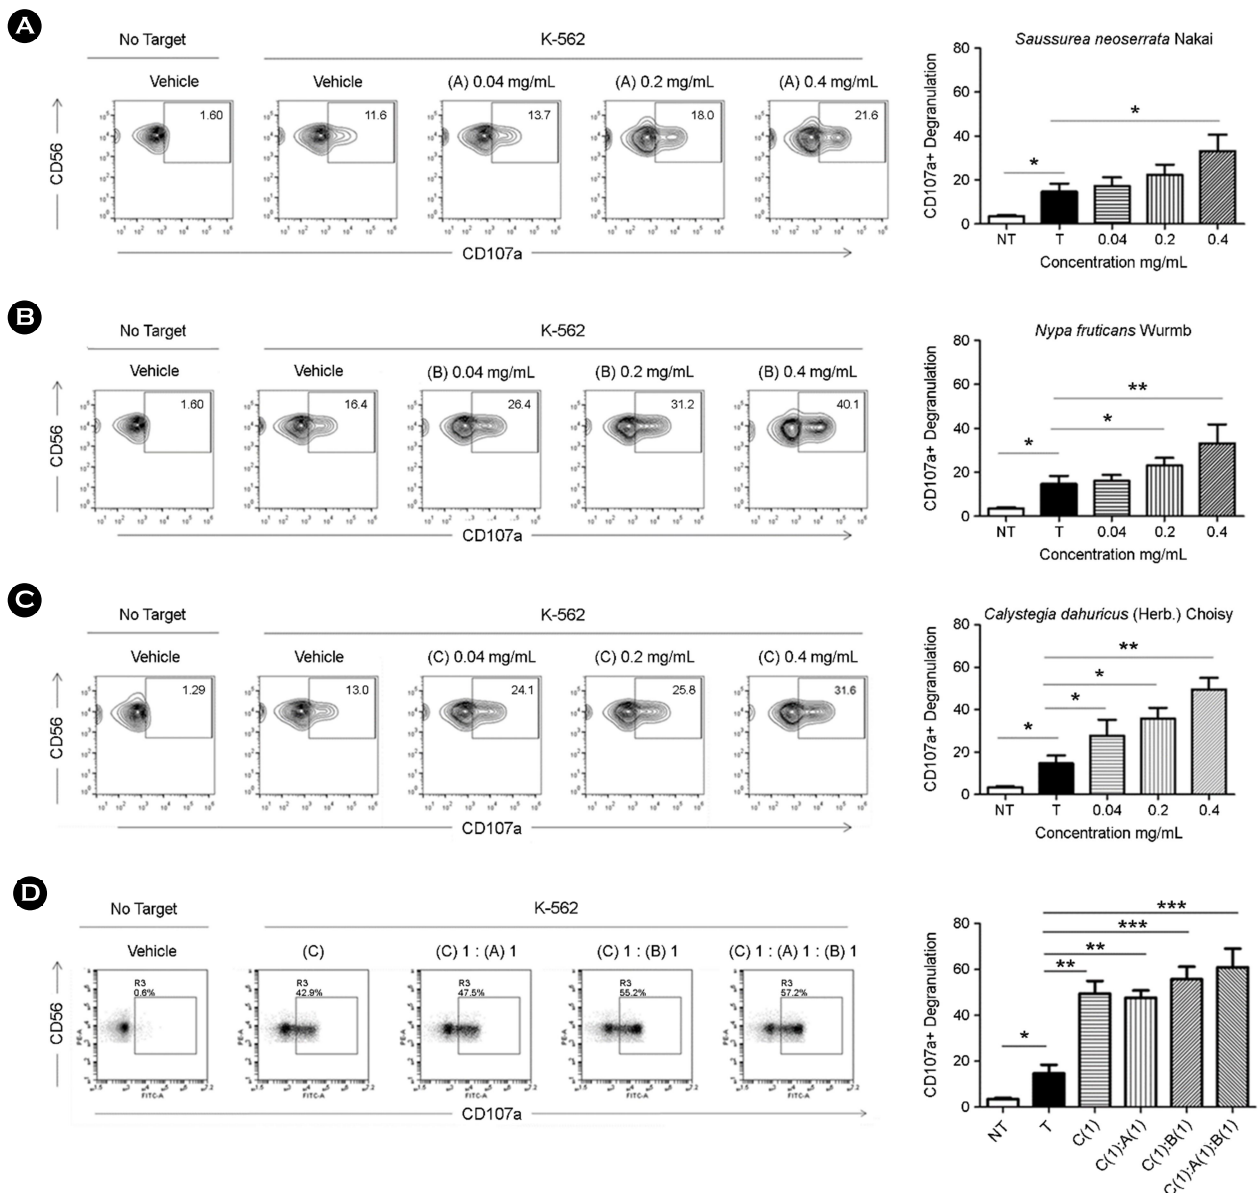 A
No Target
K-562
Vehicle
Vehicle
(A) 0.04 mg/mL
(A) 0.2 mg/mL
(A) 0.4 mg/mL
1.60
11.6
13.7
18.0
21.6
CD56
CD107a
Saussurea neoserrata Nakai
CD107a+ Degranulation
80
60
40
20
0
*
*
NT T 0.04 0.2 0.4
Concentration mg/mL
B
No Target
K-562
Vehicle
Vehicle
(B) 0.04 mg/mL
(B) 0.2 mg/mL
(B) 0.4 mg/mL
1.60
16.4
26.4
31.2
40.1
CD56
CD107a
Nypa fruticans Wurmb
CD107a+ Degranulation
80
60
40
20
0
**
*
*
NT T 0.04 0.2 0.4
Concentration mg/mL
C
No Target
K-562
Vehicle
Vehicle
(C) 0.04 mg/mL
(C) 0.2 mg/mL
(C) 0.4 mg/mL
1.29
13.0
24.1
25.8
31.6
CD56
CD107a
Calystegia dahuricus (Herb.) Choisy
CD107a+ Degranulation
80
60
40
20
0
**
*
*
*
NT T 0.04 0.2 0.4
Concentration mg/mL
D
No Target
K-562
Vehicle
(C)
(C) 1 : (A) 1
(C) 1 : (B) 1
(C) 1 : (A) 1 : (B) 1
R3
0.6%
R3
42.9%
R3
47.5%
R3
55.2%
R3
57.2%
CD56
PE-A
PE-A
PE-A
PE-A
PE-A
FITC-A
FITC-A
FITC-A
FITC-A
FITC-A
CD107a
CD107a+ Degranulation
80
60
40
20
0
***
***
**
**
*
NT
T
C(1)
C(1):A(1)
C(1):B(1)
C(1):A(1):B(1)